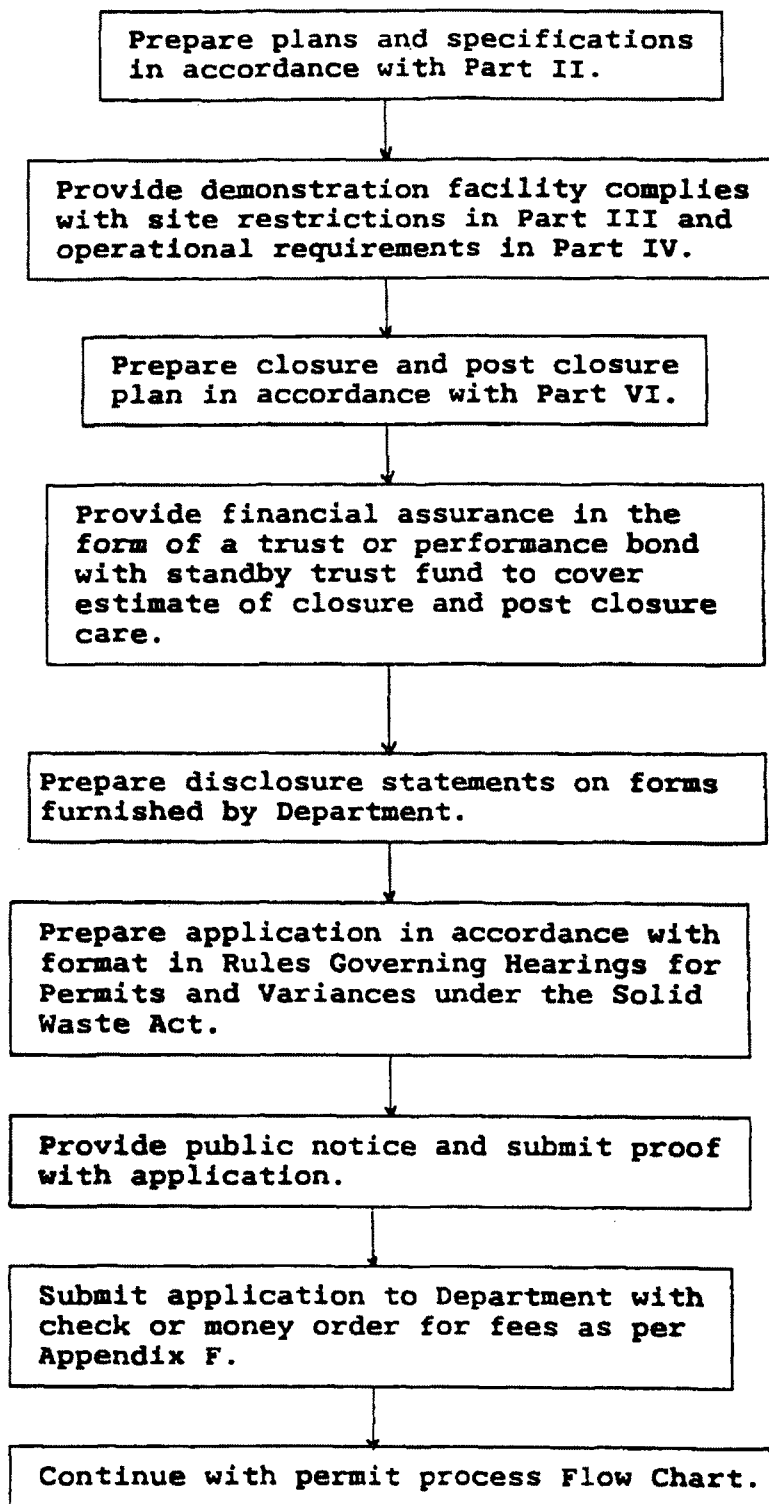 Prepare plans and specifications
in accordance with Part II.
Provide demonstration facility complies
with site restrictions in Part III and
operational requirements in Part IV.
Prepare closure and post closure
plan in accordance with Part VI.
Provide financial assurance in the
form of a trust or performance bond
with standby trust fund to cover
estimate of closure and post closure
care.
Prepare disclosure statements on forms
furnished by Department.
Prepare application in accordance with
format in Rules Governing Hearings for
Permits and Variances under the Solid
Waste Act.
Provide public notice and submit proof
with application.
Submit application to Department with
check or money order for fees as per
Appendix F.
Continue with permit process Flow Chart.